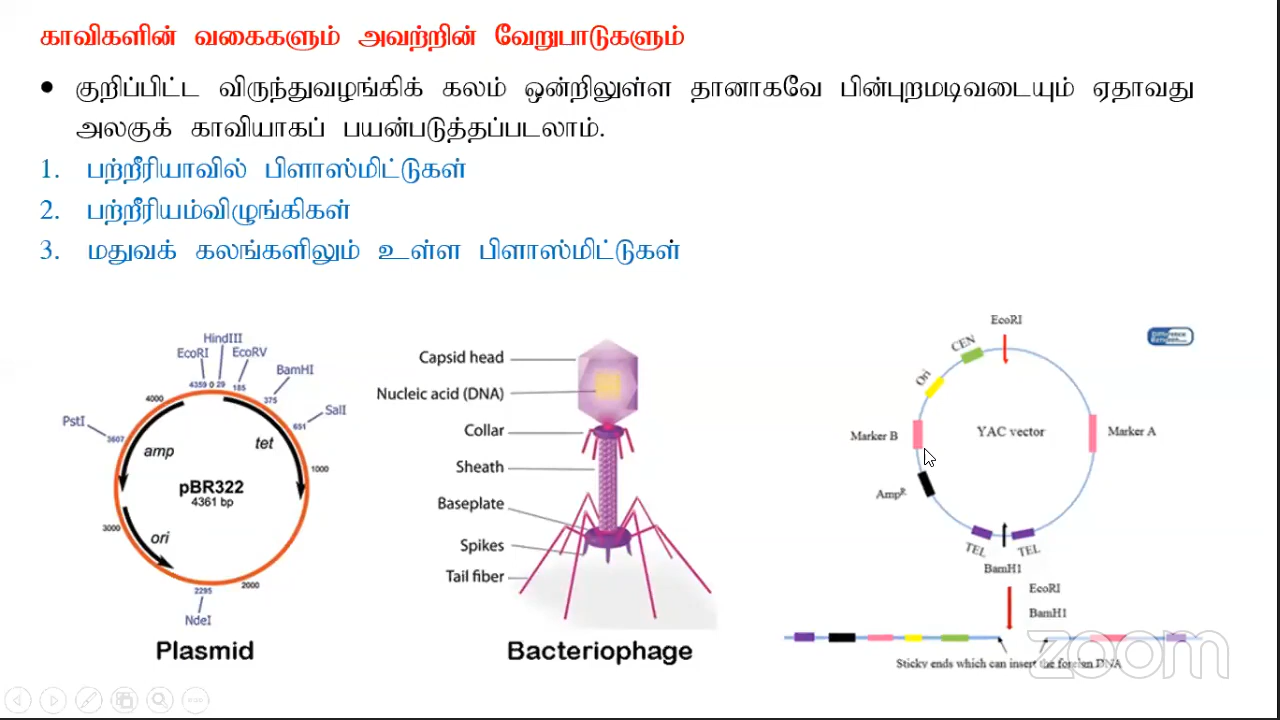 காவிகளின் வகைகளும் அவற்றின் வேறுபாடுகளும்
• குறிப்பிட்ட விருந்துவழங்கிக் கலம் ஒன்றிலுள்ள தானாகவே பின்புறமடிவடையும் ஏதாவது
அலகுக் காவியாகப் பயன்படுத்தப்படலாம்.
1. பற்றீரியாவில் பிளாஸ்மிட்டுகள்
2. பற்றீரியம்விழுங்கிகள்
3. மதுவக் கலங்களிலும் உள்ள பிளாஸ்மிட்டுகள்
HindIII
EcoRI EcoRV
BamHI
SalI
PstI
4359 0 29 185
375
651
4000
3607
1000
amp
tet
pBR322
4361 bp
3000
ori
2000
2295
NdeI
Plasmid
Capsid head
Nucleic acid (DNA)
Collar
Sheath
Baseplate
Spikes
Tail fiber
Bacteriophage
EcoRI
CEN
Ori
Marker B
YAC vector
Marker A
AmpR
TEL TEL
BamH1
EcoRI
BamH1
Sticky ends which can insert the foreign DNA
zoom